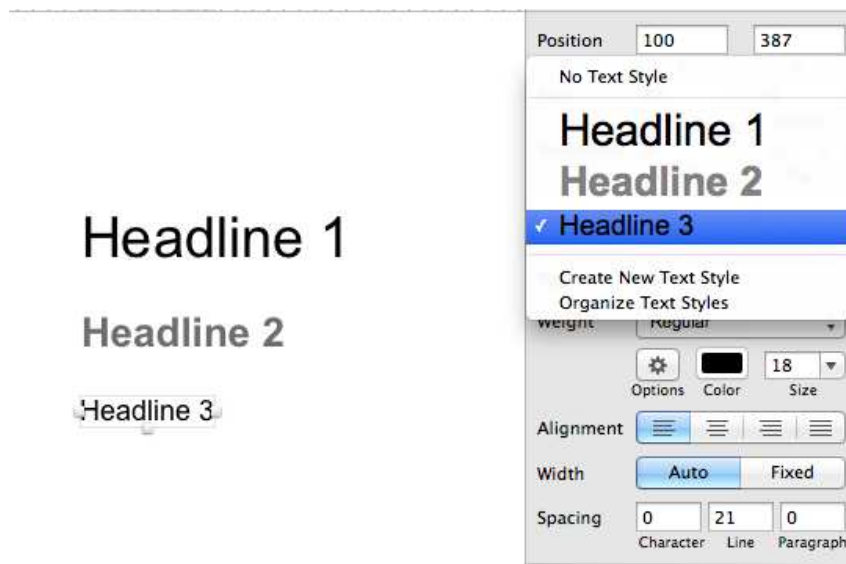 Position 100 387
No Text Style
Headline 1
Headline 2
✓ Headline 3
Create New Text Style
Organize Text Styles
Weight Regular
18
Options Color Size
Alignment
Width Auto Fixed
Spacing 0 21 0
Character Line Paragraph
Headline 1
Headline 2
Headline 3